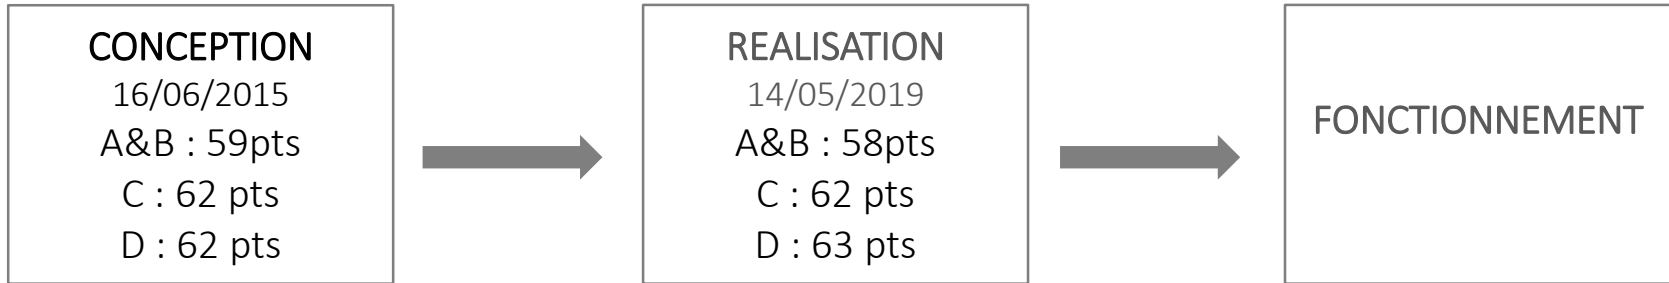 CONCEPTION
16/06/2015
A&B : 59pts
C : 62 pts
D : 62 pts
REALISATION
14/05/2019
A&B : 58pts
C : 62 pts
D : 63 pts
FONCTIONNEMENT